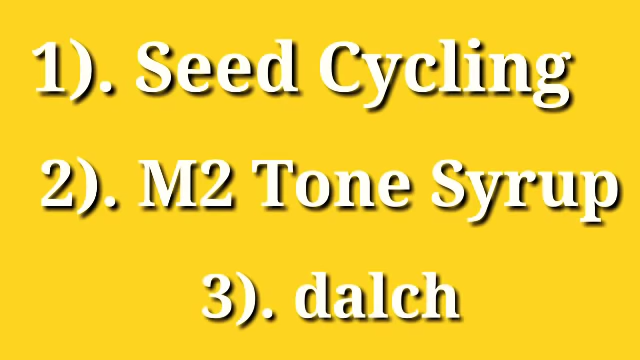 1). Seed Cycling
2). M2 Tone Syrup
3). dalch